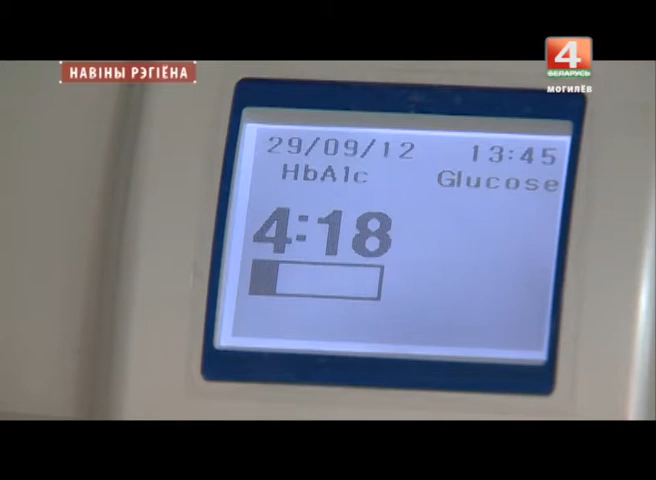 НАВІНЫ РЭГІЁНА
4
БЕЛАРУСЬ
МОГИЛЁВ
29/09/12 13:45
HbA1c Glucose
4:18